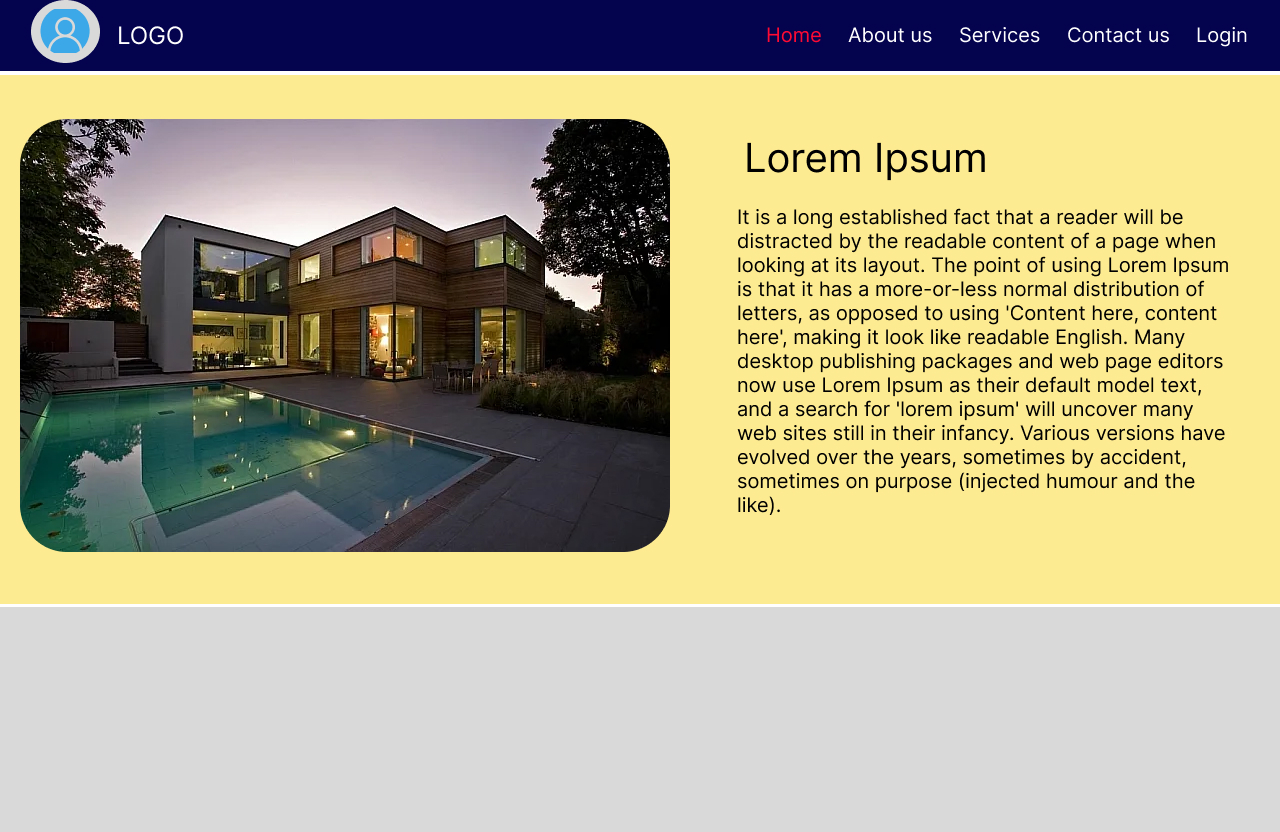 LOGO
Home About us Services Contact us Login
Lorem Ipsum
It is a long established fact that a reader will be
distracted by the readable content of a page when
looking at its layout. The point of using Lorem Ipsum
is that it has a more-or-less normal distribution of
letters, as opposed to using 'Content here, content
here', making it look like readable English. Many
desktop publishing packages and web page editors
now use Lorem Ipsum as their default model text,
and a search for 'lorem ipsum' will uncover many
web sites still in their infancy. Various versions have
evolved over the years, sometimes by accident,
sometimes on purpose (injected humour and the
like).